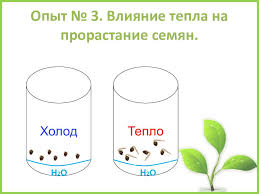 Опыт № 3. Влияние тепла на
прорастание семян.
Холод Тепло
H₂O H₂O